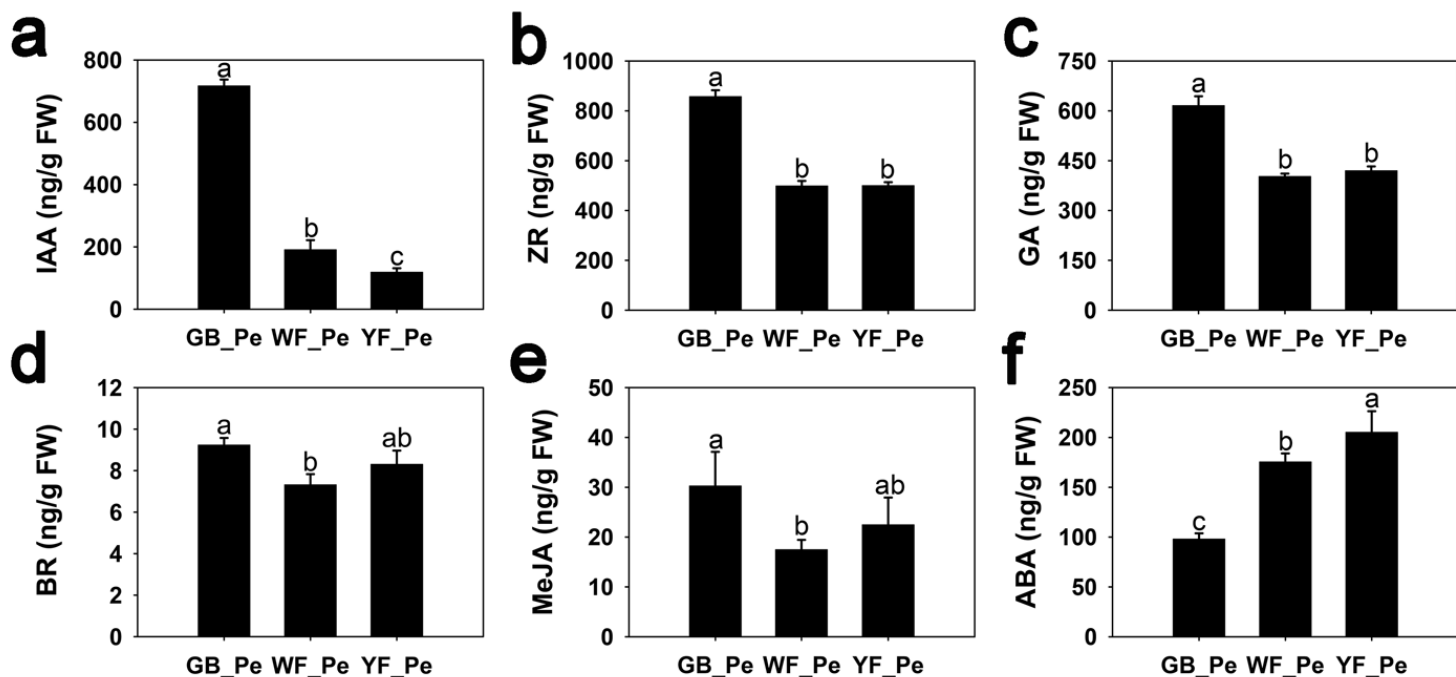 a
IAA (ng/g FW)
800
600
400
200
0
a
b
c
GB_Pe WF_Pe YF_Pe
b
ZR (ng/g FW)
1000
800
600
400
200
0
a
b
b
GB_Pe WF_Pe YF_Pe
c
GA (ng/g FW)
750
600
450
300
150
0
a
b
b
GB_Pe WF_Pe YF_Pe
d
BR (ng/g FW)
12
10
8
6
4
2
0
a
b
ab
GB_Pe WF_Pe YF_Pe
e
MeJA (ng/g FW)
50
40
30
20
10
0
a
b
ab
GB_Pe WF_Pe YF_Pe
f
ABA (ng/g FW)
250
200
150
100
50
0
c
b
a
GB_Pe WF_Pe YF_Pe